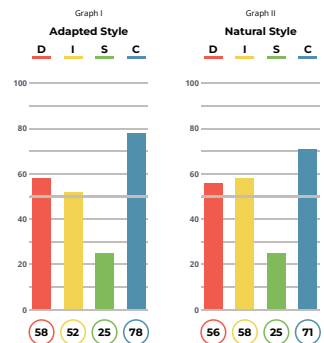 Graph I
Adapted Style
D I S C
100
80
60
40
20
0
58 52 25 78
Graph II
Natural Style
D I S C
100
80
60
40
20
0
56 58 25 71